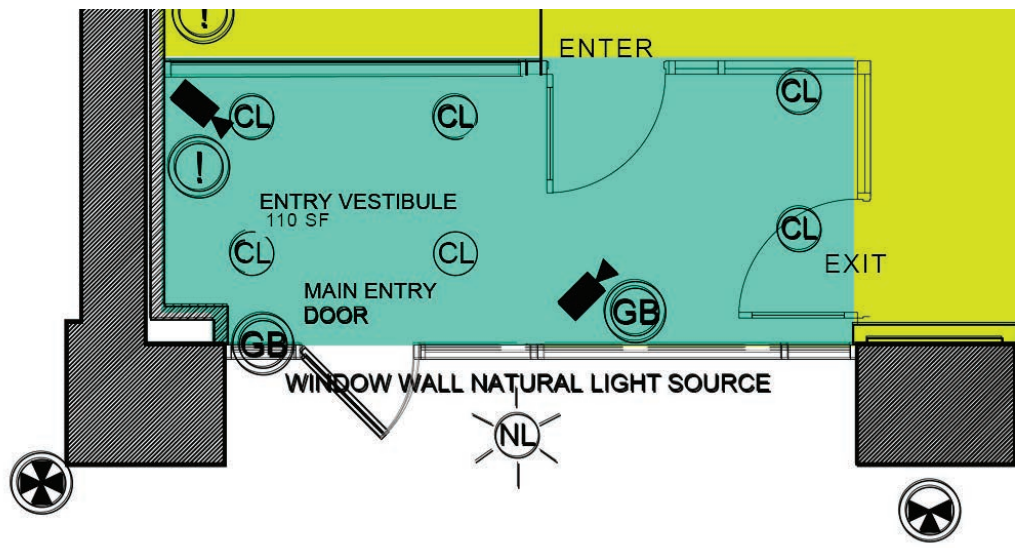 !
ENTER
CL
CL
CL
!
ENTRY VESTIBULE
110 SF
CL
CL
CL
EXIT
MAIN ENTRY
DOOR
GB
GB
WINDOW WALL NATURAL LIGHT SOURCE
NL